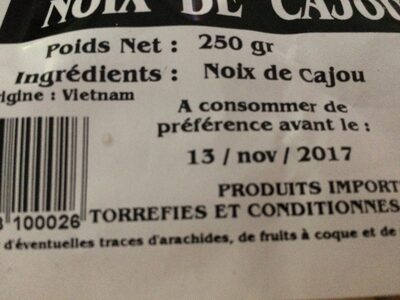 NOIX DE CAJOU
Poids Net : 250 gr
Ingrédients : Noix de Cajou
origine : Vietnam
A consommer de
préférence avant le :
13 / nov / 2017
PRODUITS IMPORT
100026
TORREFIES ET CONDITIONNES
d'éventuelles traces d'arachides, de fruits à coque et de